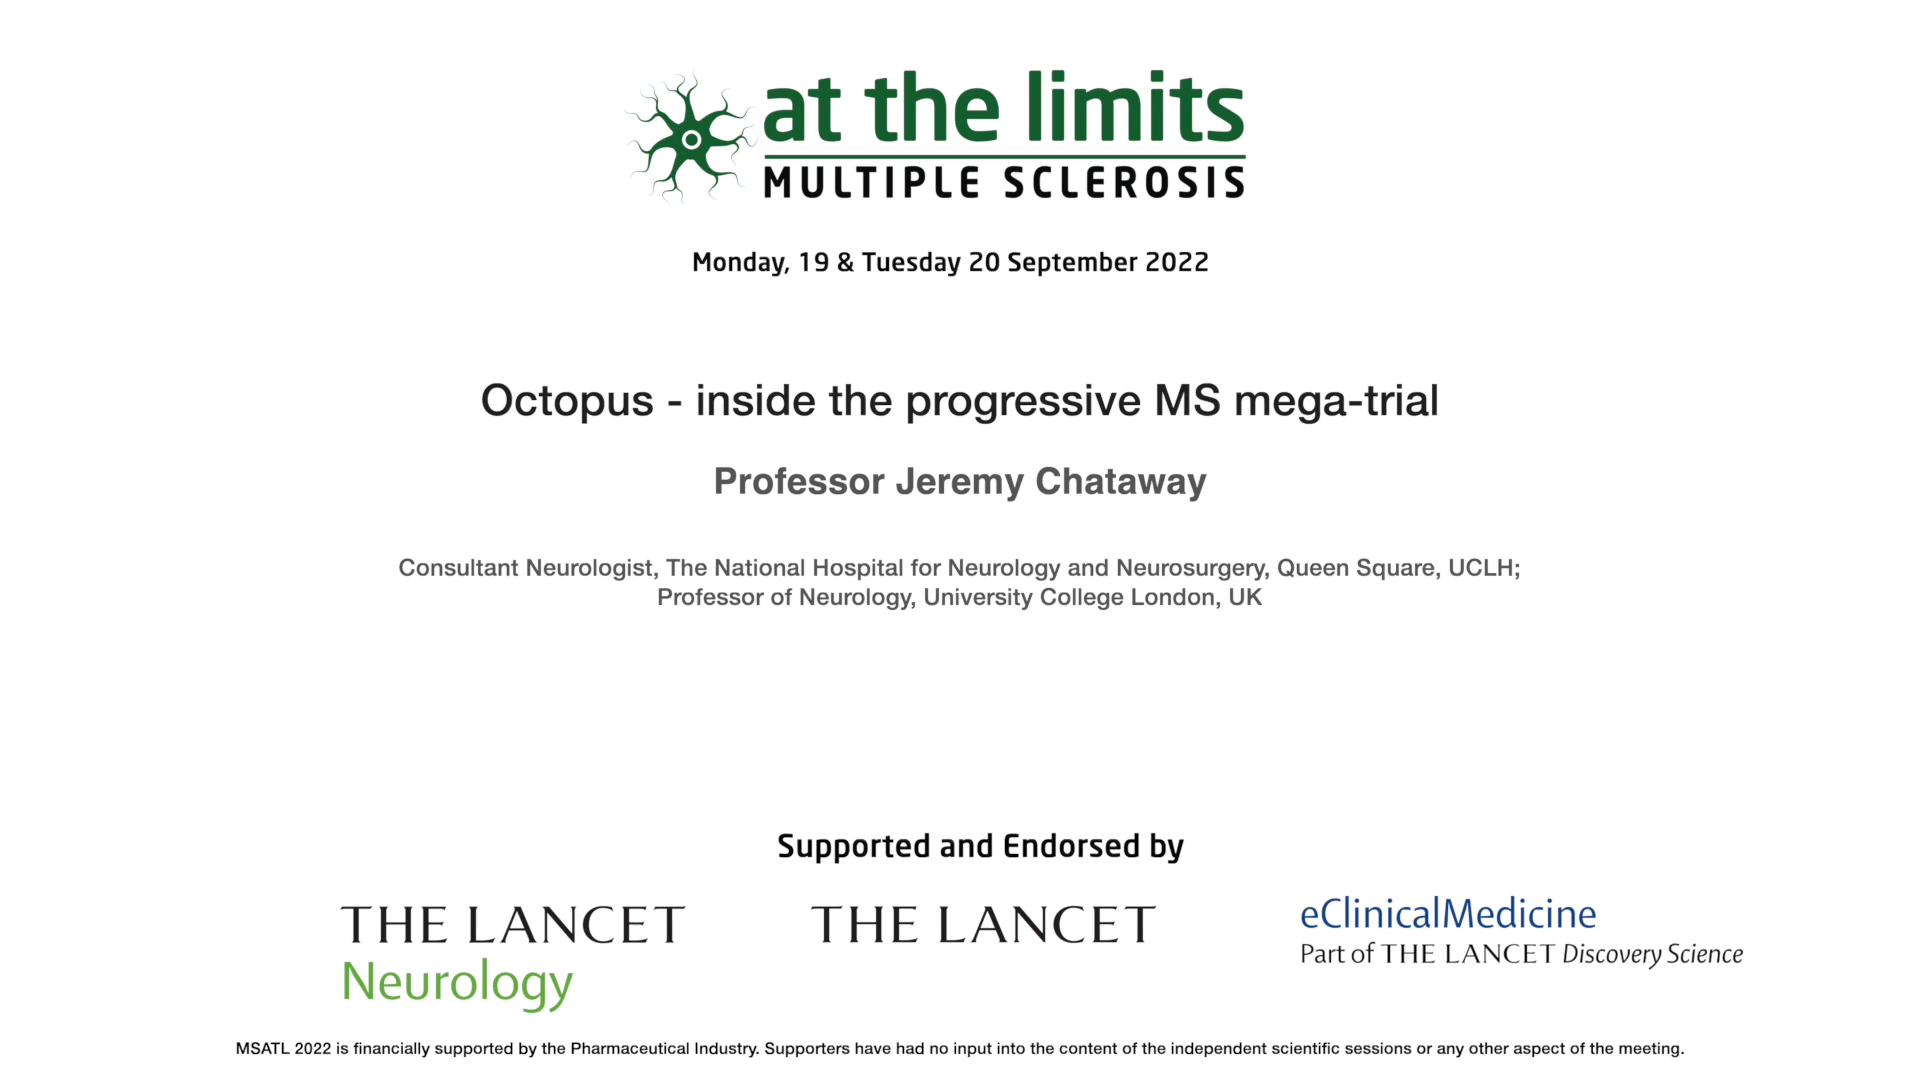 at the limits
MULTIPLE SCLEROSIS
Monday, 19 & Tuesday 20 September 2022
Octopus - inside the progressive MS mega-trial
Professor Jeremy Chataway
Consultant Neurologist, The National Hospital for Neurology and Neurosurgery, Queen Square, UCLH;
Professor of Neurology, University College London, UK
Supported and Endorsed by
THE LANCET
Neurology
THE LANCET
eClinicalMedicine
Part of THE LANCET Discovery Science
MSATL 2022 is financially supported by the Pharmaceutical Industry. Supporters have had no input into the content of the independent scientific sessions or any other aspect of the meeting.